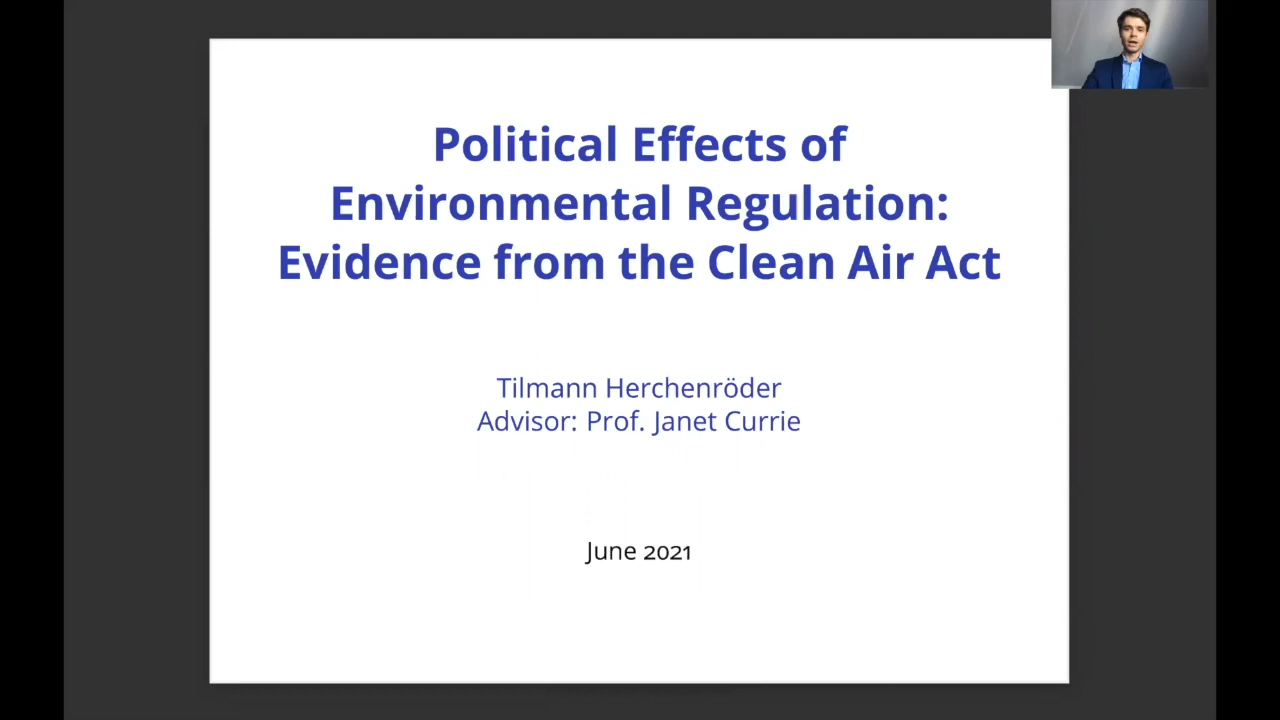 Political Effects of
Environmental Regulation:
Evidence from the Clean Air Act
Tilmann Herchenröder
Advisor: Prof. Janet Currie
June 2021